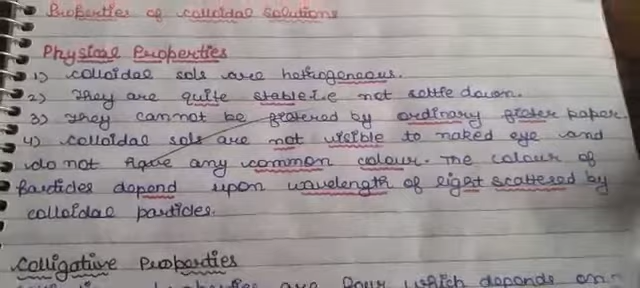 Properties of colloidal solutions
Physical Properties
1) colloidal sols are hetrogeneous.
2) They are quite stable i.e not settle down.
3) They cannot be filtered by ordinary filter paper.
4) colloidal sols are not visible to naked eye and
do not have any common colour. The colour of
Particles depend upon wavelength of light scattered by
colloidal particles.
Colligative Properties
are four which depends on